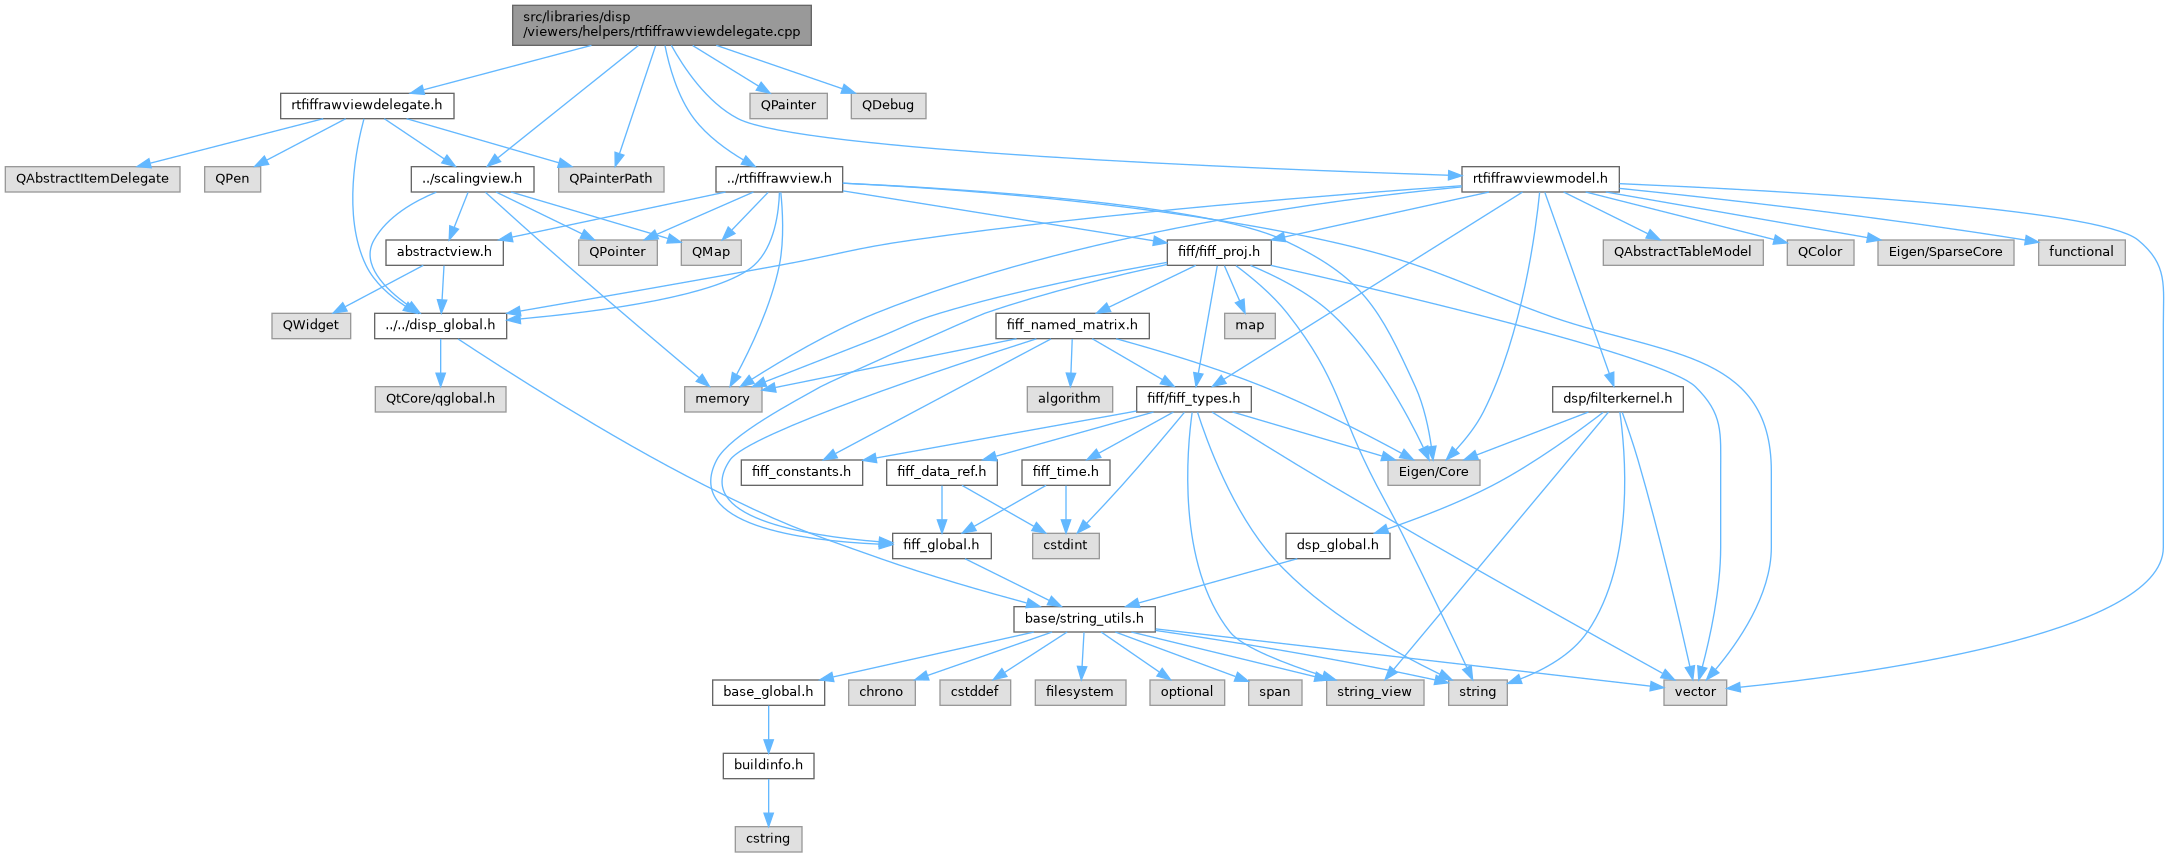 src/libraries/disp
/viewers/helpers/rtfiffrawviewdelegate.cpp
rtfiffrawviewdelegate.h
QPainter
QDebug
QAbstractItemDelegate
QPen
../scalingview.h
QPainterPath
../rtfiffrawview.h
rtfiffrawviewmodel.h
abstractview.h
QPointer
QMap
fiff/fiff_proj.h
QAbstractTableModel
QColor
Eigen/SparseCore
functional
QWidget
../../disp_global.h
fiff_named_matrix.h
map
QtCore/qglobal.h
memory
algorithm
fiff/fiff_types.h
dsp/filterkernel.h
fiff_constants.h
fiff_data_ref.h
fiff_time.h
Eigen/Core
fiff_global.h
cstdint
dsp_global.h
base/string_utils.h
base_global.h
chrono
cstddef
filesystem
optional
span
string_view
string
vector
buildinfo.h
cstring